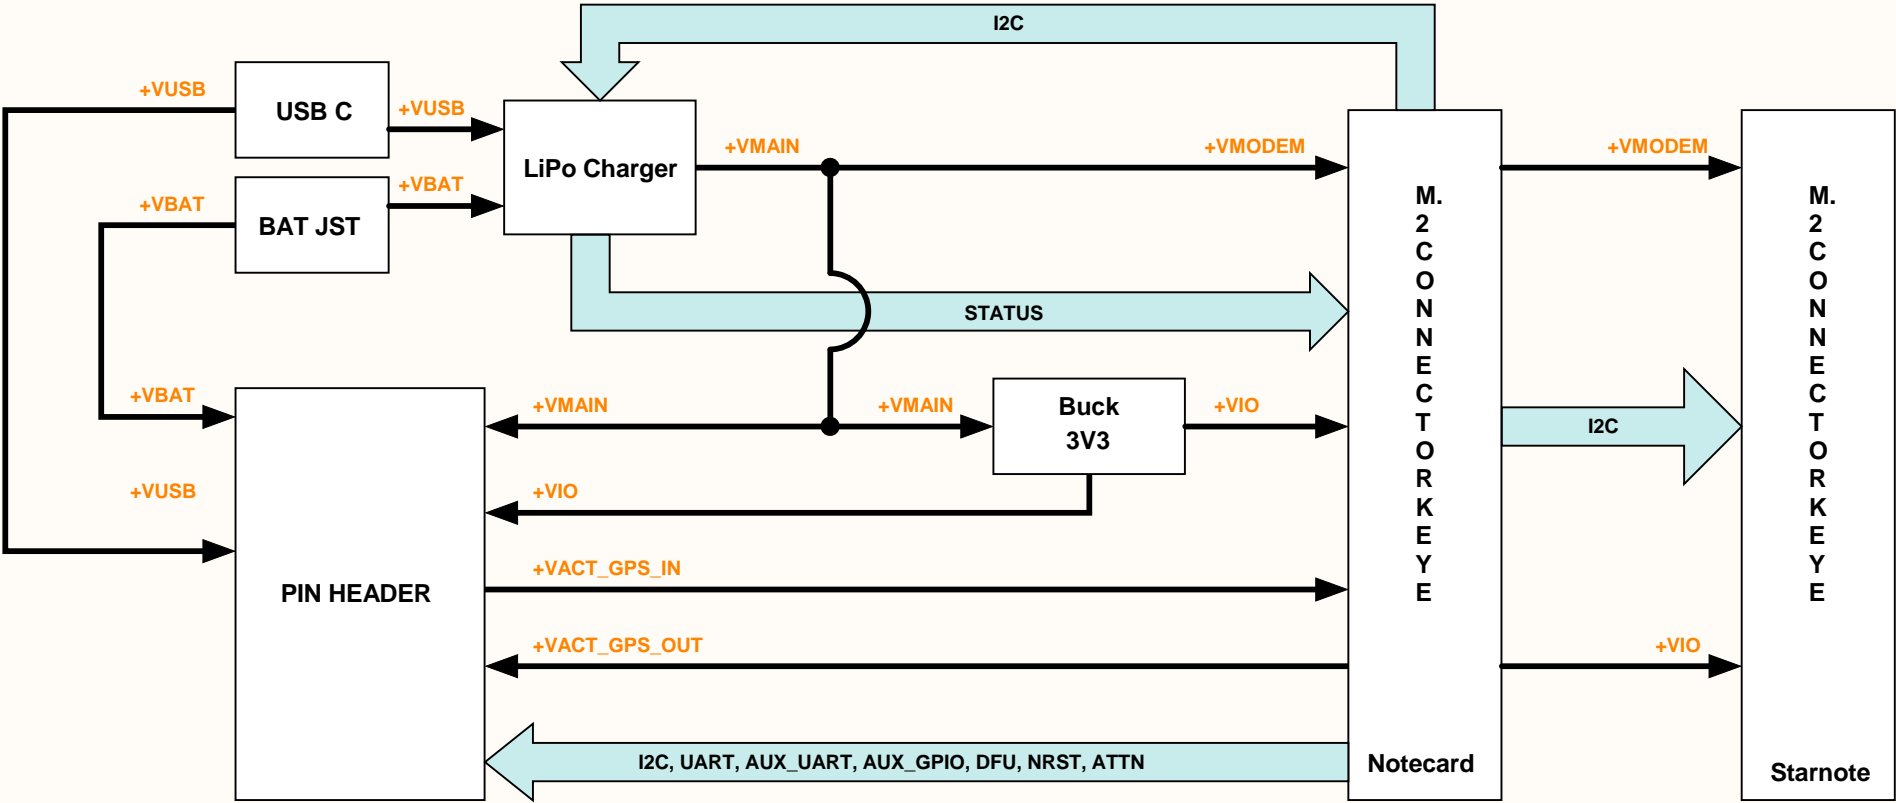 I2C
+VUSB
USB C
+VUSB
LiPo Charger
+VMAIN
+VMODEM
+VMODEM
+VBAT
BAT JST
+VBAT
STATUS
M.
2
C
O
N
N
E
C
T
O
R
K
E
Y
E
Notecard
M.
2
C
O
N
N
E
C
T
O
R
K
E
Y
E
Starnote
+VBAT
+VMAIN
+VMAIN
Buck
3V3
+VIO
I2C
+VUSB
+VIO
PIN HEADER
+VACT_GPS_IN
+VACT_GPS_OUT
+VIO
I2C, UART, AUX_UART, AUX_GPIO, DFU, NRST, ATTN